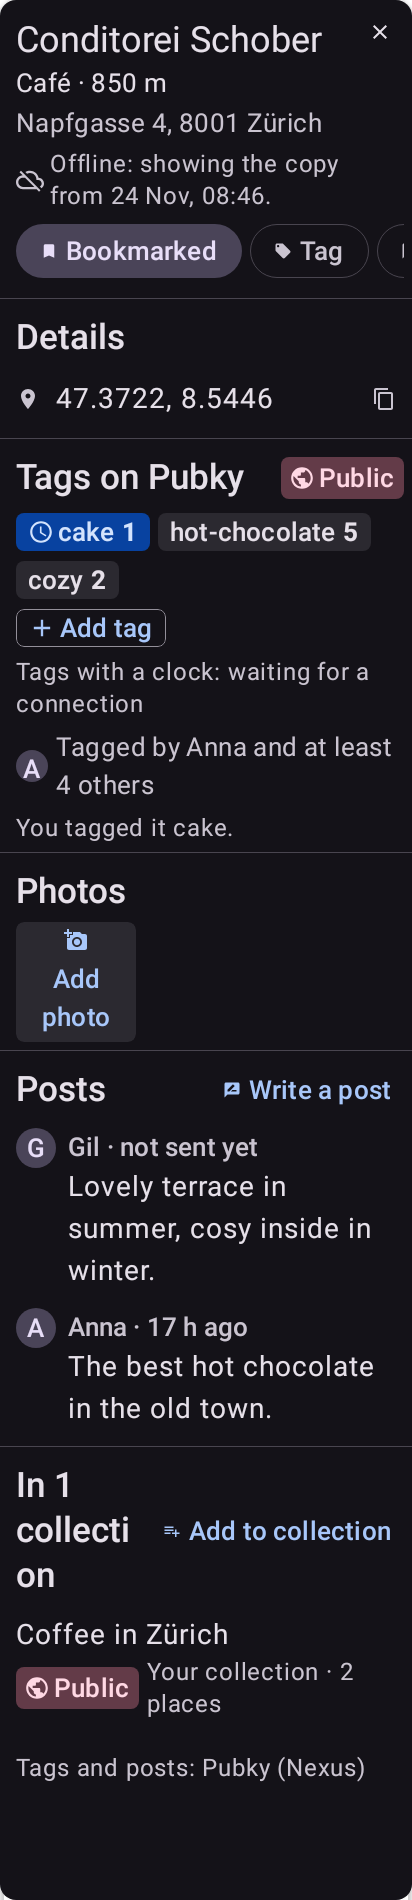 Conditorei Schober
Café · 850 m
Napfgasse 4, 8001 Zürich
Offline: showing the copy
from 24 Nov, 08:46.
Bookmarked
Tag
Details
47.3722, 8.5446
Tags on Pubky
Public
cake 1
hot-chocolate 5
cozy 2
+ Add tag
Tags with a clock: waiting for a
connection
A
Tagged by Anna and at least
4 others
You tagged it cake.
Photos
Add
photo
Posts
Write a post
G
Gil · not sent yet
Lovely terrace in
summer, cosy inside in
winter.
A
Anna · 17 h ago
The best hot chocolate
in the old town.
In 1
collecti
on
Add to collection
Coffee in Zürich
Public
Your collection · 2
places
Tags and posts: Pubky (Nexus)